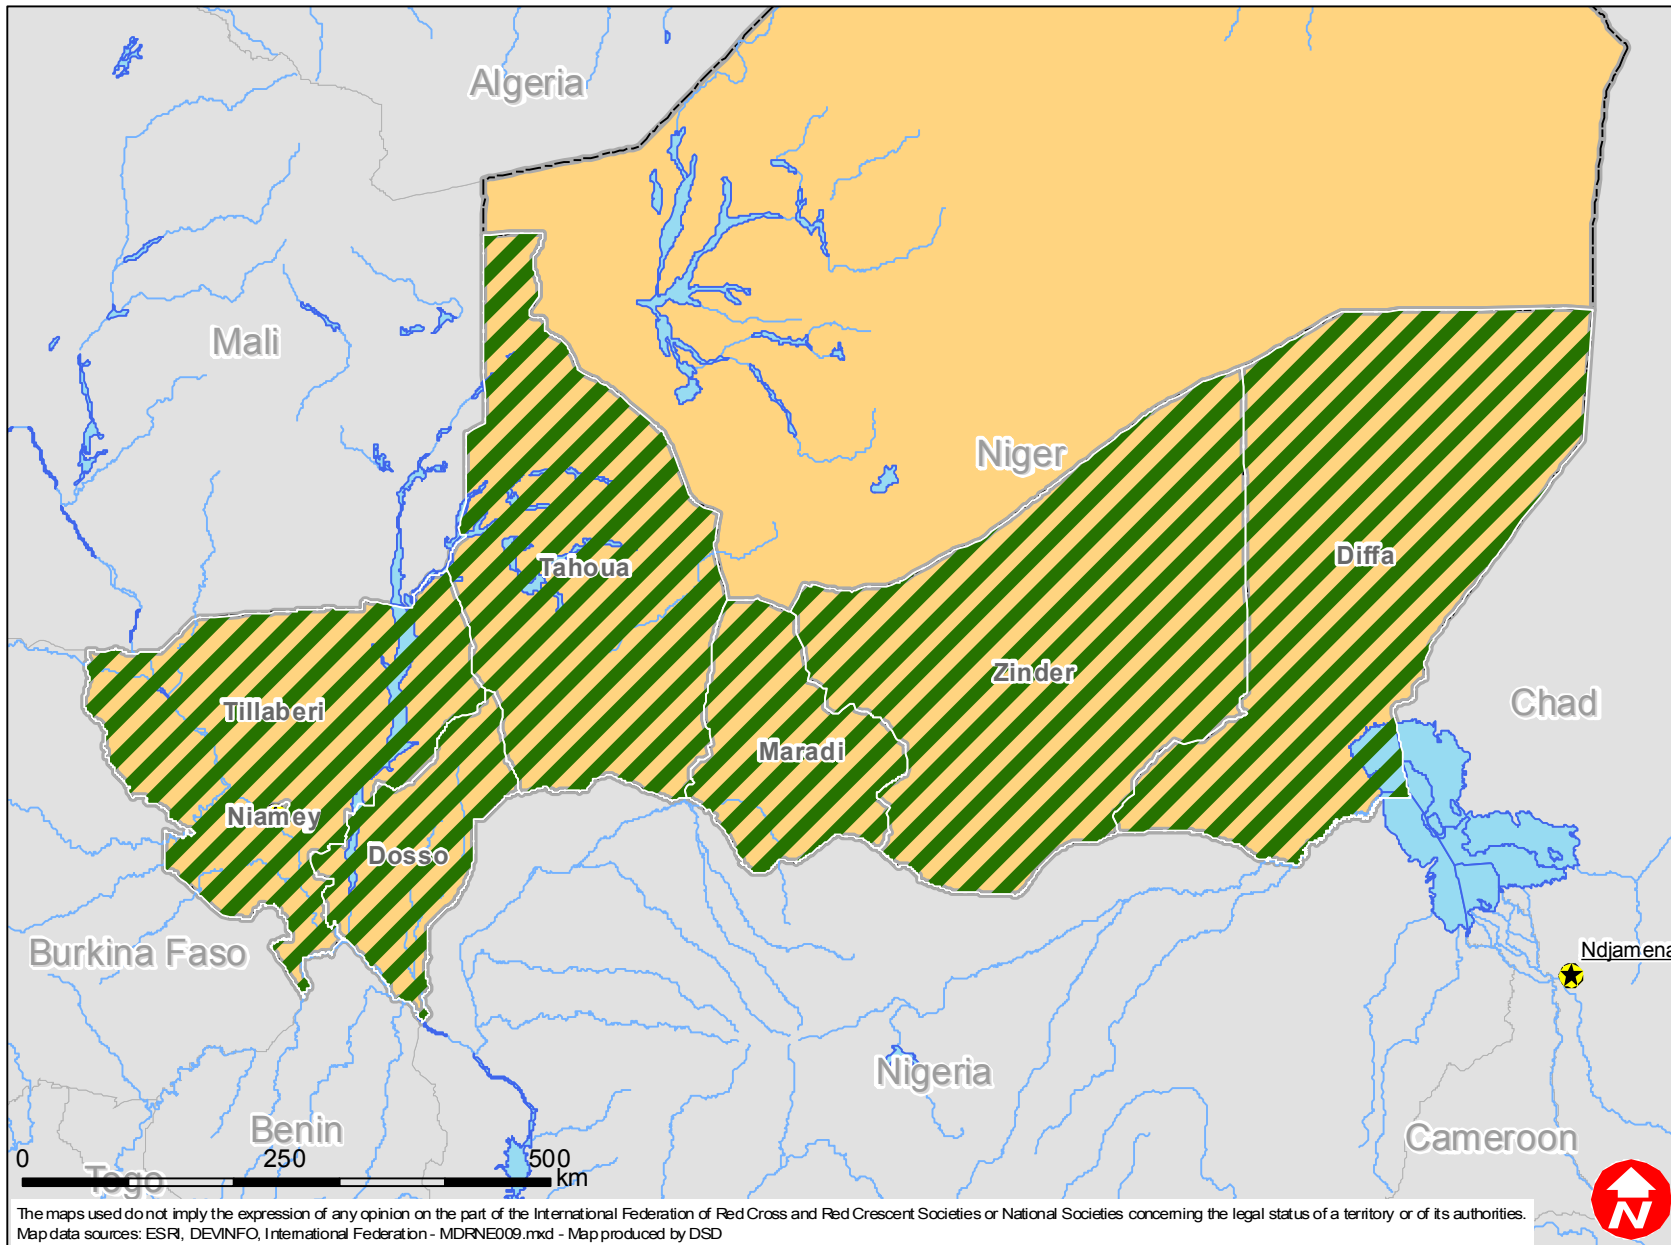 Algeria
Mali
Niger
Tahoua
Diffa
Zinder
Tillaberi
Chad
Maradi
Niamey
Dosso
Burkina Faso
Ndjamena
Nigeria
Benin
Cameroon
0 250 500
km
Togo
N
The maps used do not imply the expression of any opinion on the part of the International Federation of Red Cross and Red Crescent Societies or National Societies concerning the legal status of a territory or of its authorities.
Map data sources: ESRI, DEVINFO, International Federation - MDRNE009.mxd - Map produced by DSD